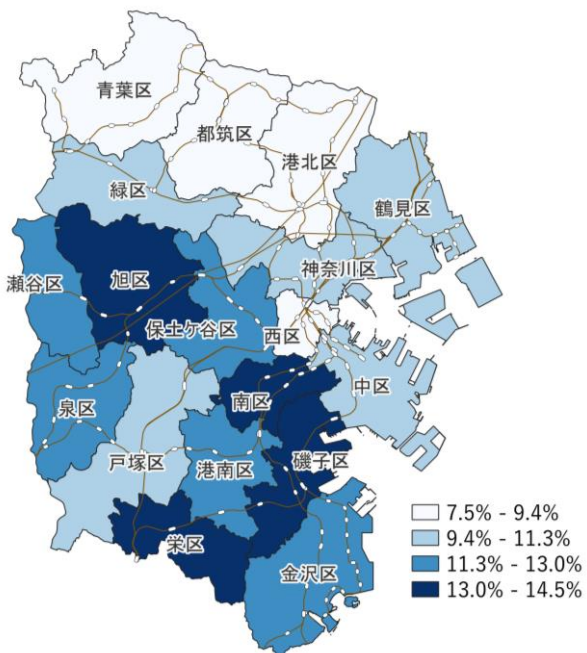 青葉区
都筑区
港北区
緑区
鶴見区
瀬谷区
旭区
神奈川区
保土ケ谷区
西区
泉区
南区
中区
戸塚区
港南区
磯子区
栄区
金沢区
7.5% - 9.4%
9.4% - 11.3%
11.3% - 13.0%
13.0% - 14.5%